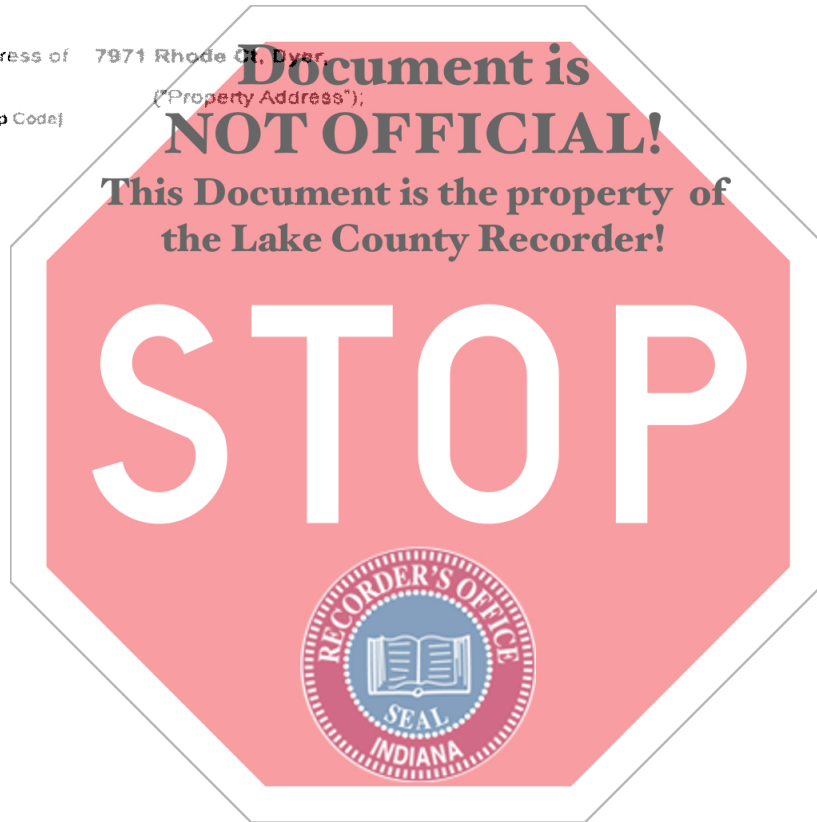 ress of 7971 Rhode Ct, Dyer,
Document is
("Property Address");
p Code]
NOT OFFICIAL!
This Document is the property of
the Lake County Recorder!
STOP
RECORDER'S OFFICE
SEAL
INDIANA